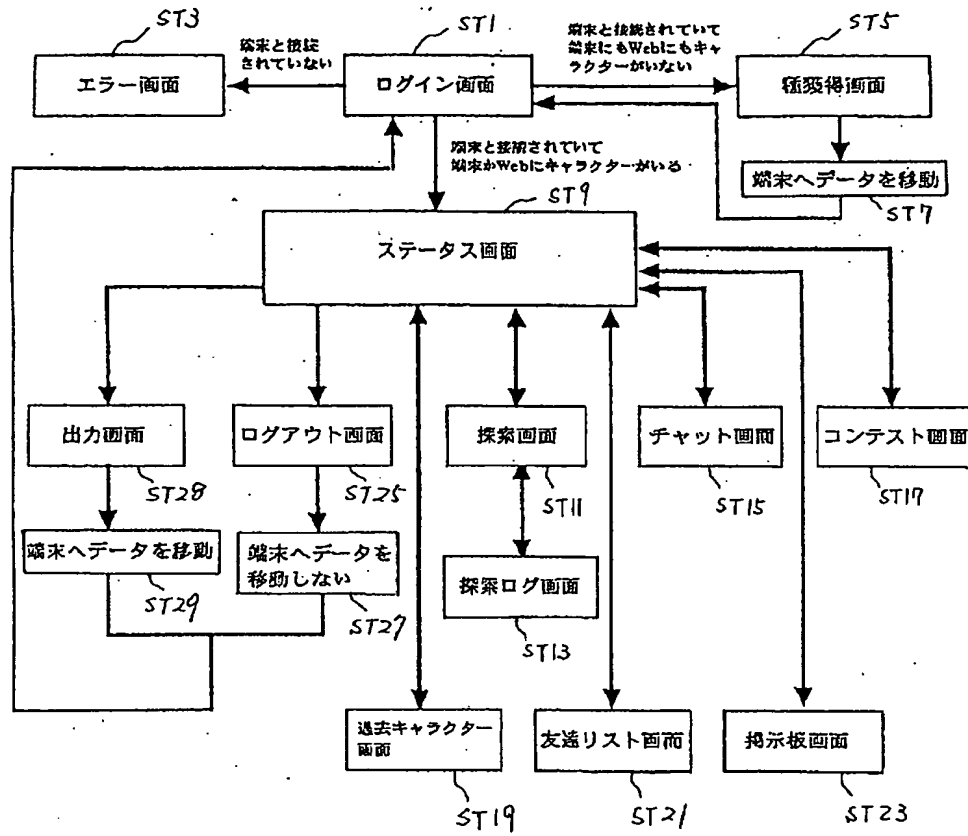 ST3
ST1
ST5
端末と接続
されていない
端末と接続されていて
端末にもWebにもキャ
ラクターがいない
エラー画面
ログイン画面
種獲得画面
端末と接続されていて
端末かWebにキャラクターがいる
端末へデータを移動
ST7
ST9
ステータス画面
出力画面
ログアウト画面
探索画面
チャット画面
コンテスト画面
ST28
ST25
ST11
ST15
ST17
端末へデータを移動
端末へデータを
移動しない
探索ログ画面
ST29
ST27
ST13
過去キャラクター
画面
友達リスト画面
掲示板画面
ST19
ST21
ST23